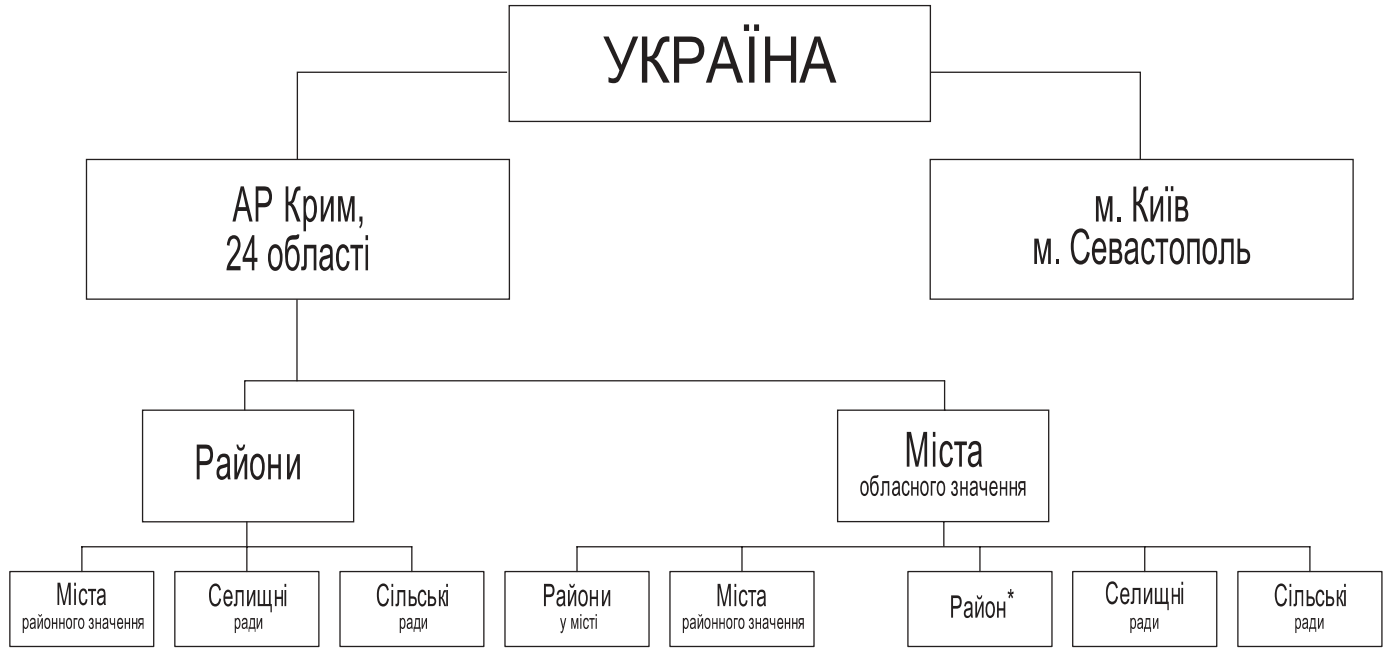 УКРАЇНА
АР Крим,
24 області
м. Київ
м. Севастополь
Райони
Міста
обласного значення
Міста
районного значення
Селищні
ради
Сільські
ради
Райони
у місті
Міста
районного значення
Район*
Селищні
ради
Сільські
ради